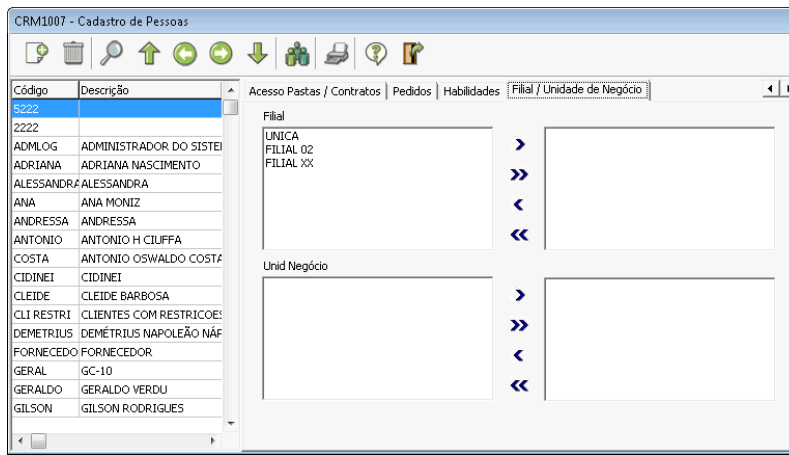 CRM1007 - Cadastro de Pessoas
Código Descrição
5222
2222
ADMLOG ADMINISTRADOR DO SISTE
ADRIANA ADRIANA NASCIMENTO
ALESSANDRA ALESSANDRA
ANA ANA MONIZ
ANDRESSA ANDRESSA
ANTONIO ANTONIO H CIUFFA
COSTA ANTONIO OSWALDO COSTA
CIDINEI CIDINEI
CLEIDE CLEIDE BARBOSA
CLI RESTRI CLIENTES COM RESTRICOES
DEMETRIUS DEMÉTRIUS NAPOLEÃO NÁP
FORNECEDO FORNECEDOR
GERAL GC-10
GERALDO GERALDO VERDU
GILSON GILSON RODRIGUES
Acesso Pastas / Contratos Pedidos Habilidades Filial / Unidade de Negócio
Filial
UNICA
FILIAL 02
FILIAL XX
Unid Negócio